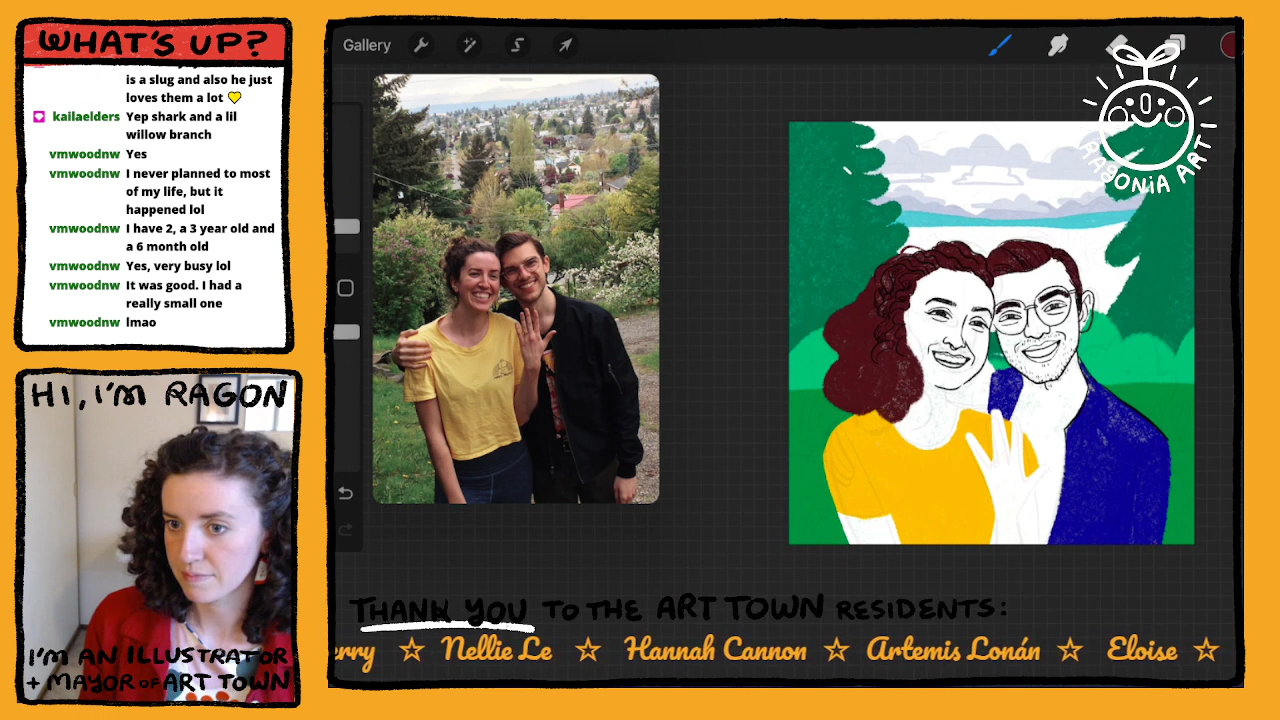 WHAT'S UP?
is a slug and also he just
loves them a lot 💛
kailaelders Yep shark and a lil
willow branch
vmwoodnw Yes
vmwoodnw I never planned to most
of my life, but it
happened lol
vmwoodnw I have 2, a 3 year old and
a 6 month old
vmwoodnw Yes, very busy lol
vmwoodnw It was good. I had a
really small one
vmwoodnw lmao
HI, I'M RAGON
I'M AN ILLUSTRATOR
+ MAYOR OF ART TOWN
Gallery
RAGONIA ART
THANK YOU TO THE ART TOWN RESIDENTS:
erry ☆ Nellie Le ☆ Hannah Cannon ☆ Artemis Lonán ☆ Eloise ☆